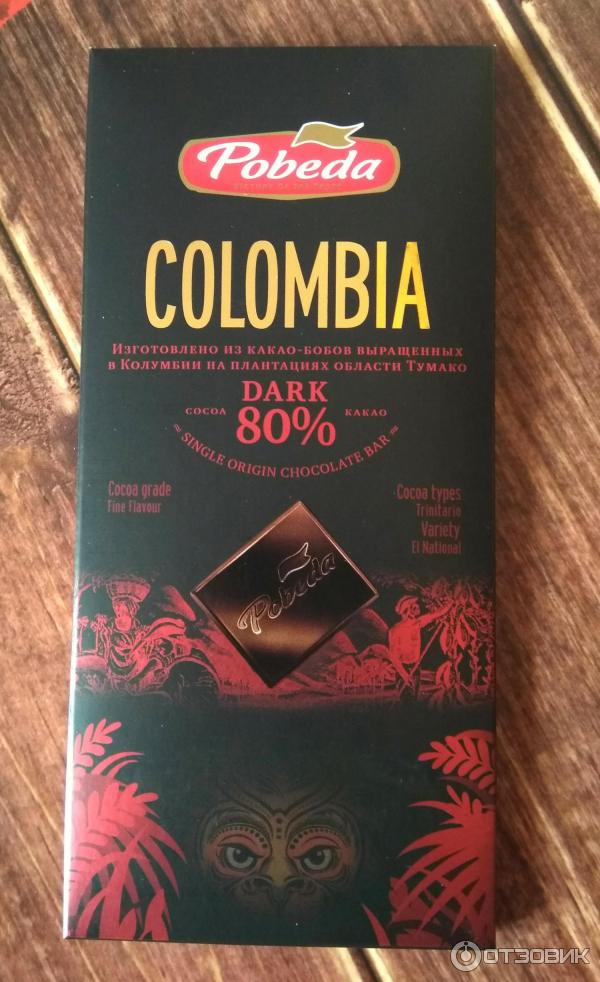 Pobeda
COLOMBIA
Изготовлено из какао-бобов выращенных
в Колумбии на плантациях области Тумако
DARK
COCOA 80% КАКАО
SINGLE ORIGIN CHOCOLATE BAR
Cocoa grade
Fine Flavour
Cocoa types
Trinitario
Variety
El National
Pobeda
ОТЗОВИК